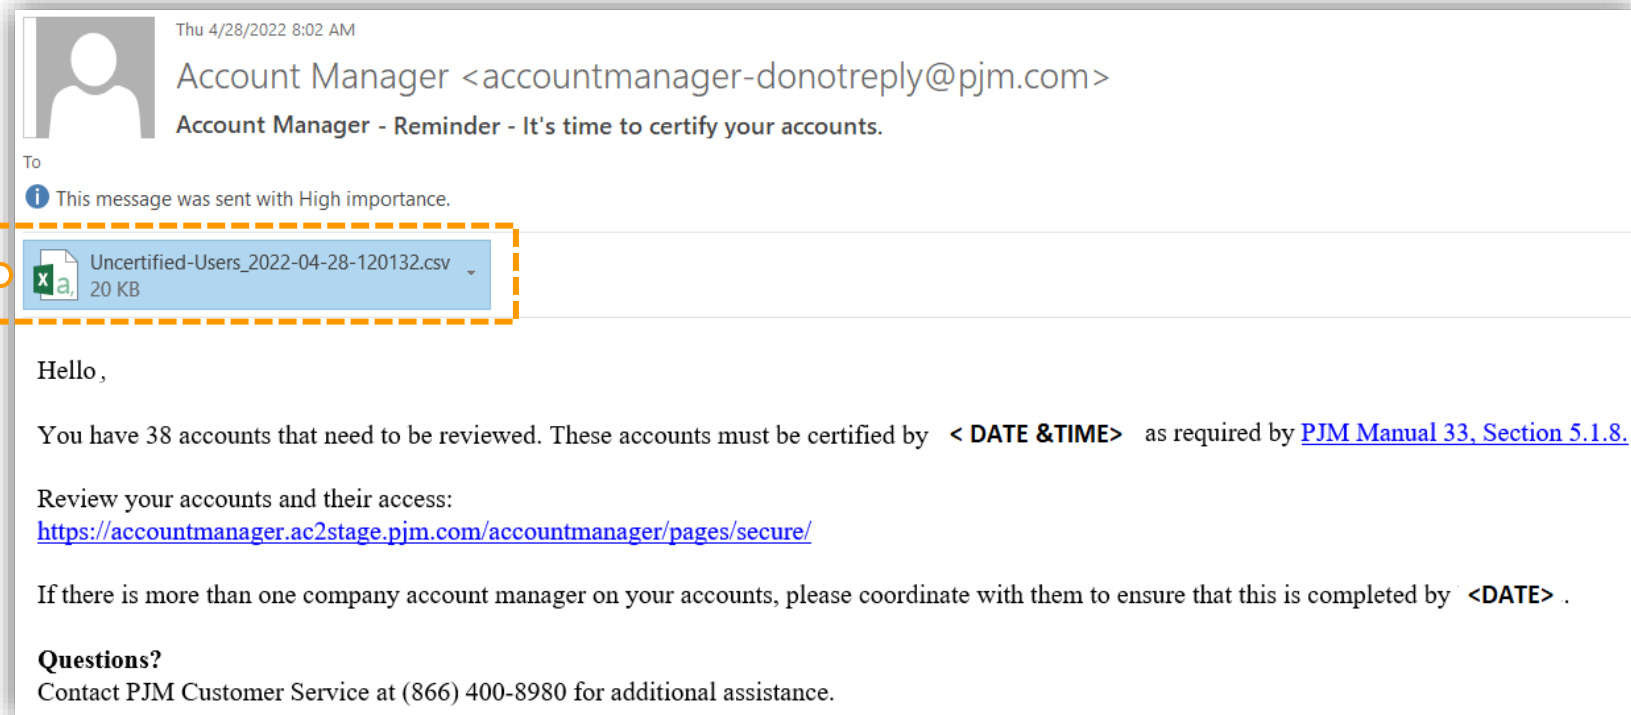 Thu 4/28/2022 8:02 AM
Account Manager <accountmanager-donotreply@pjm.com>
Account Manager - Reminder - It's time to certify your accounts.
To
This message was sent with High importance.
Uncertified-Users_2022-04-28-120132.csv
20 KB
Hello ,
You have 38 accounts that need to be reviewed. These accounts must be certified by < DATE &TIME> as required by PJM Manual 33, Section 5.1.8.
Review your accounts and their access:
https://accountmanager.ac2stage.pjm.com/accountmanager/pages/secure/
If there is more than one company account manager on your accounts, please coordinate with them to ensure that this is completed by <DATE> .
Questions?
Contact PJM Customer Service at (866) 400-8980 for additional assistance.